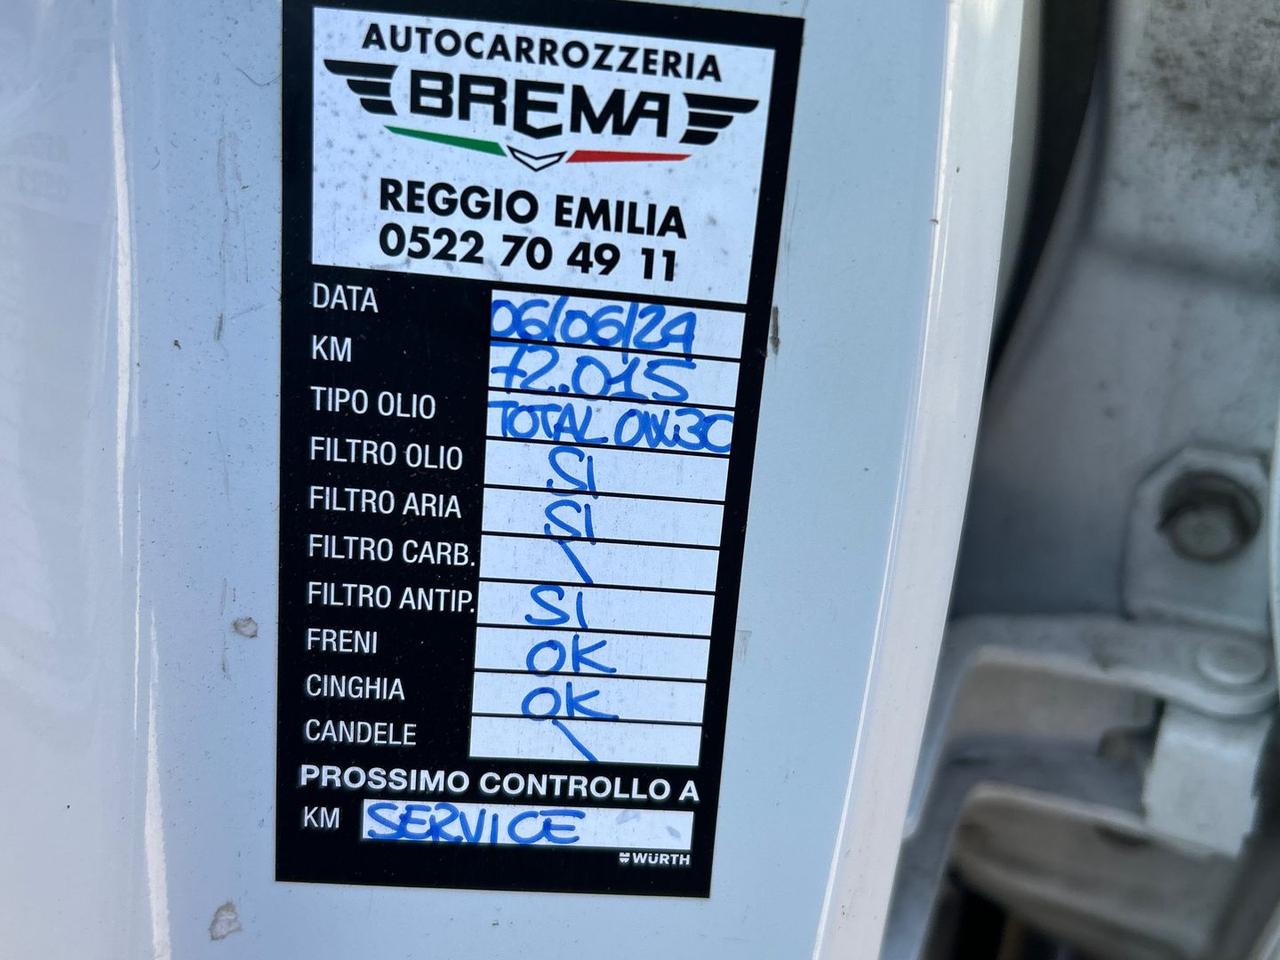 AUTOCARROZZERIA
BREMA
REGGIO EMILIA
0522 70 49 11
DATA 06/06/24
KM 72.015
TIPO OLIO TOTAL 0W30
FILTRO OLIO SI
FILTRO ARIA SI
FILTRO CARB. \
FILTRO ANTIP. SI
FRENI OK
CINGHIA OK
CANDELE \
PROSSIMO CONTROLLO A
KM SERVICE
WÜRTH